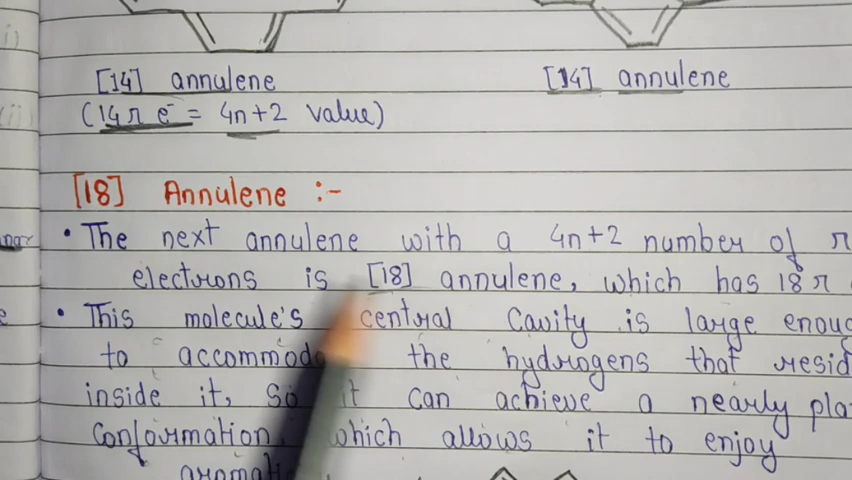 [14] annulene [14] annulene
(14π e⁻ = 4n+2 value)
[18] Annulene :-
• The next annulene with a 4n+2 number of π
electrons is [18] annulene, which has 18π
• This molecule's central cavity is large enoug
to accommoda the hydrogens that resid
inside it, so it can achieve a nearly pla
conformation, which allows it to enjoy